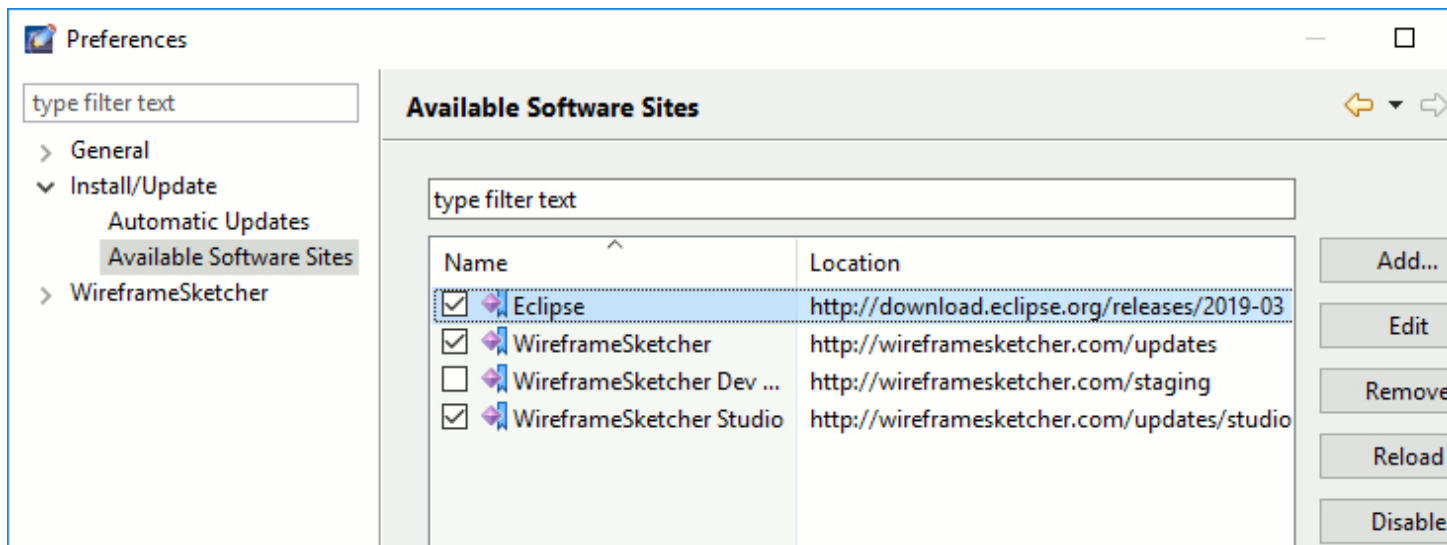 Preferences
type filter text
General
Install/Update
Automatic Updates
Available Software Sites
WireframeSketcher
Available Software Sites
type filter text
Name Location
Eclipse http://download.eclipse.org/releases/2019-03
WireframeSketcher http://wireframesketcher.com/updates
WireframeSketcher Dev ... http://wireframesketcher.com/staging
WireframeSketcher Studio http://wireframesketcher.com/updates/studio
Add...
Edit
Remove
Reload
Disable